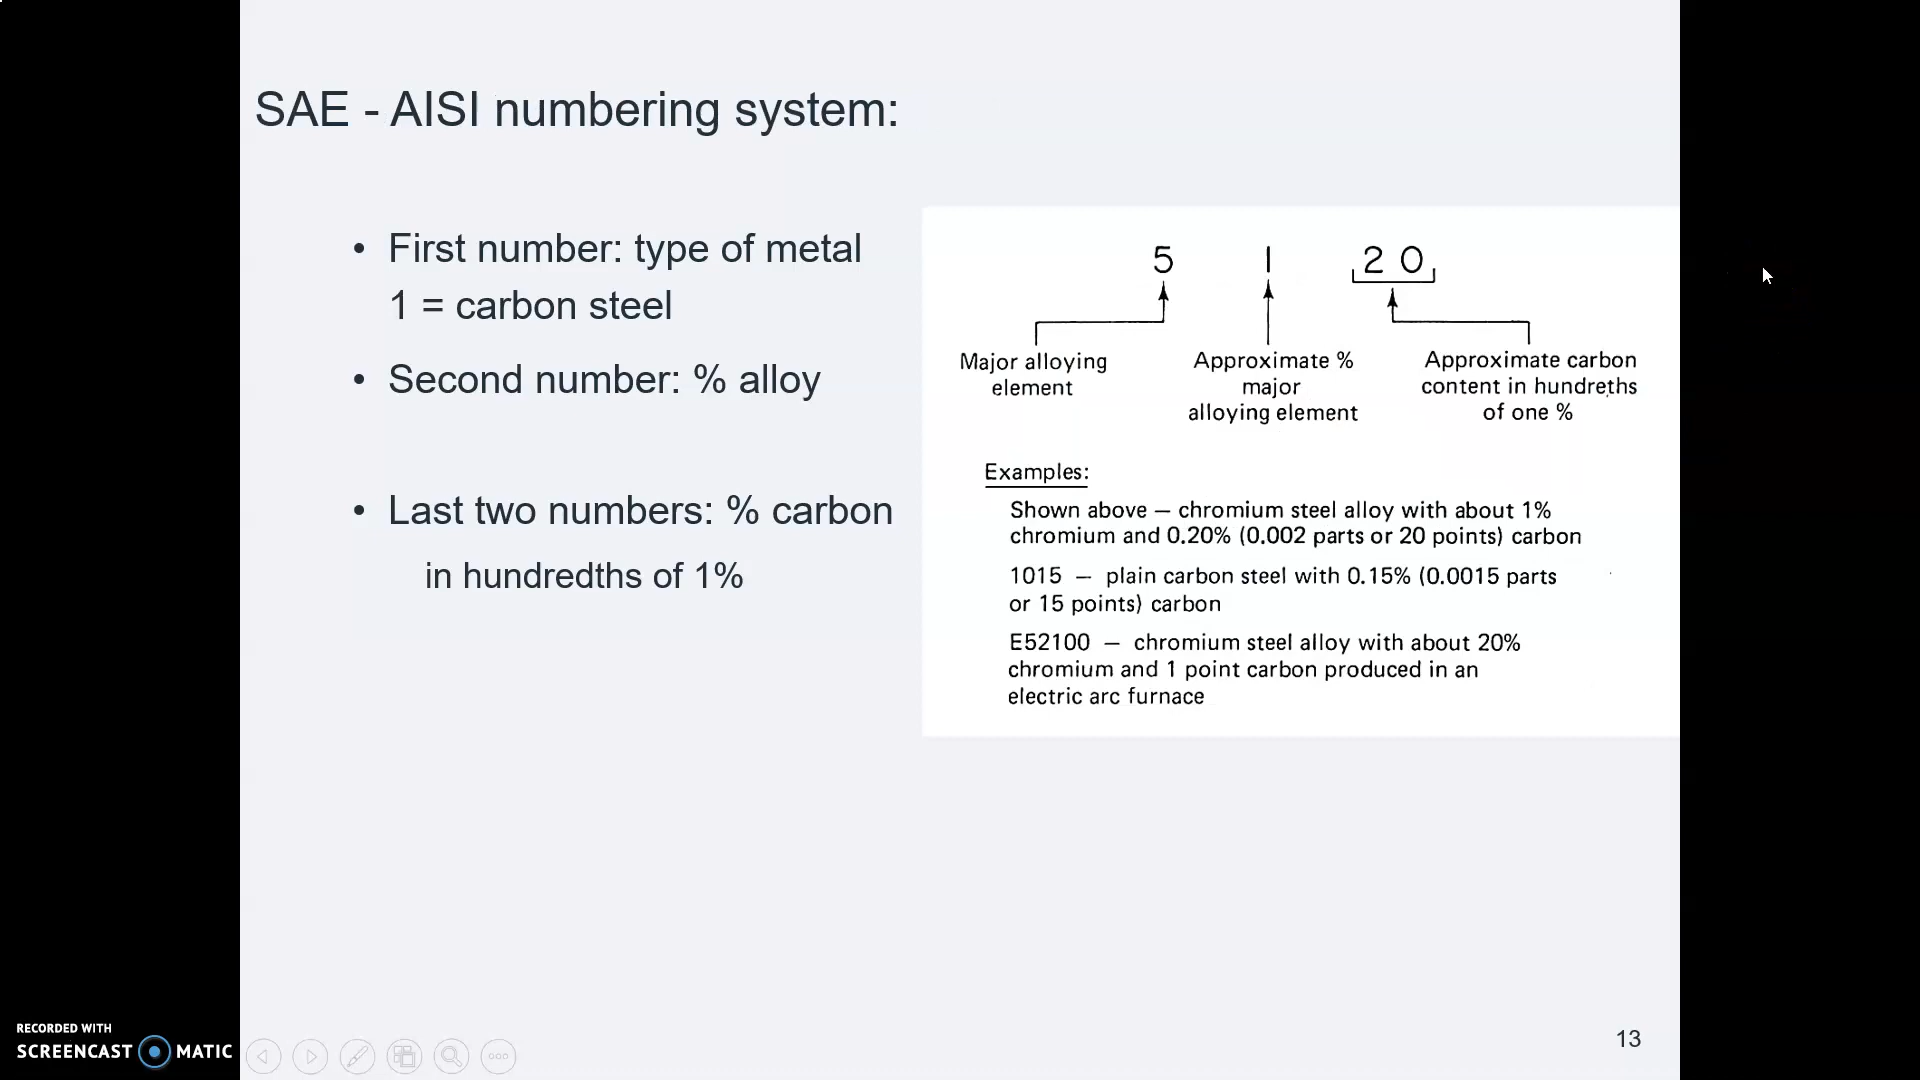 SAE - AISI numbering system:
• First number: type of metal
1 = carbon steel
• Second number: % alloy
• Last two numbers: % carbon
in hundredths of 1%
5 1 20
Major alloying
element
Approximate %
major
alloying element
Approximate carbon
content in hundreths
of one %
Examples:
Shown above — chromium steel alloy with about 1%
chromium and 0.20% (0.002 parts or 20 points) carbon
1015 — plain carbon steel with 0.15% (0.0015 parts
or 15 points) carbon
E52100 — chromium steel alloy with about 20%
chromium and 1 point carbon produced in an
electric arc furnace
13
RECORDED WITH
SCREENCAST MATIC